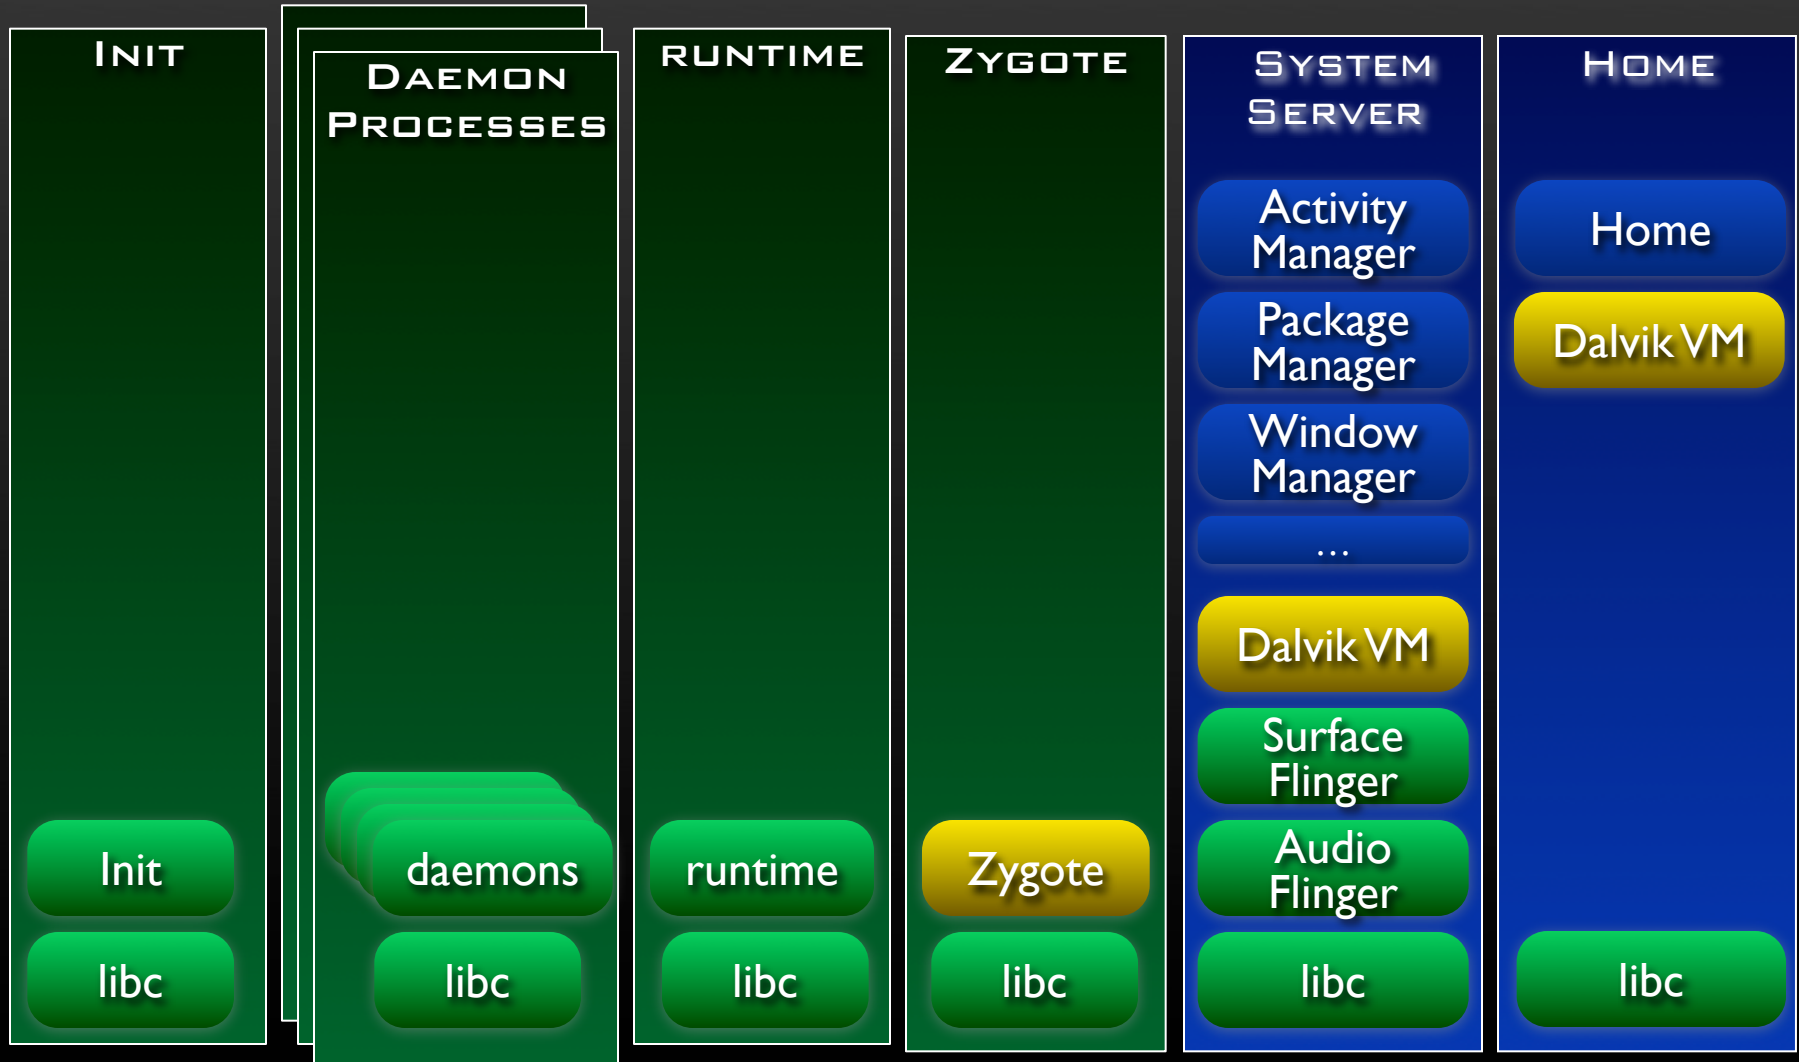 INIT
DAEMON
PROCESSES
RUNTIME
ZYGOTE
SYSTEM
SERVER
HOME
Activity
Manager
Package
Manager
Window
Manager
...
Dalvik VM
Surface
Flinger
Audio
Flinger
Home
Dalvik VM
Init
daemons
runtime
Zygote
libc
libc
libc
libc
libc
libc